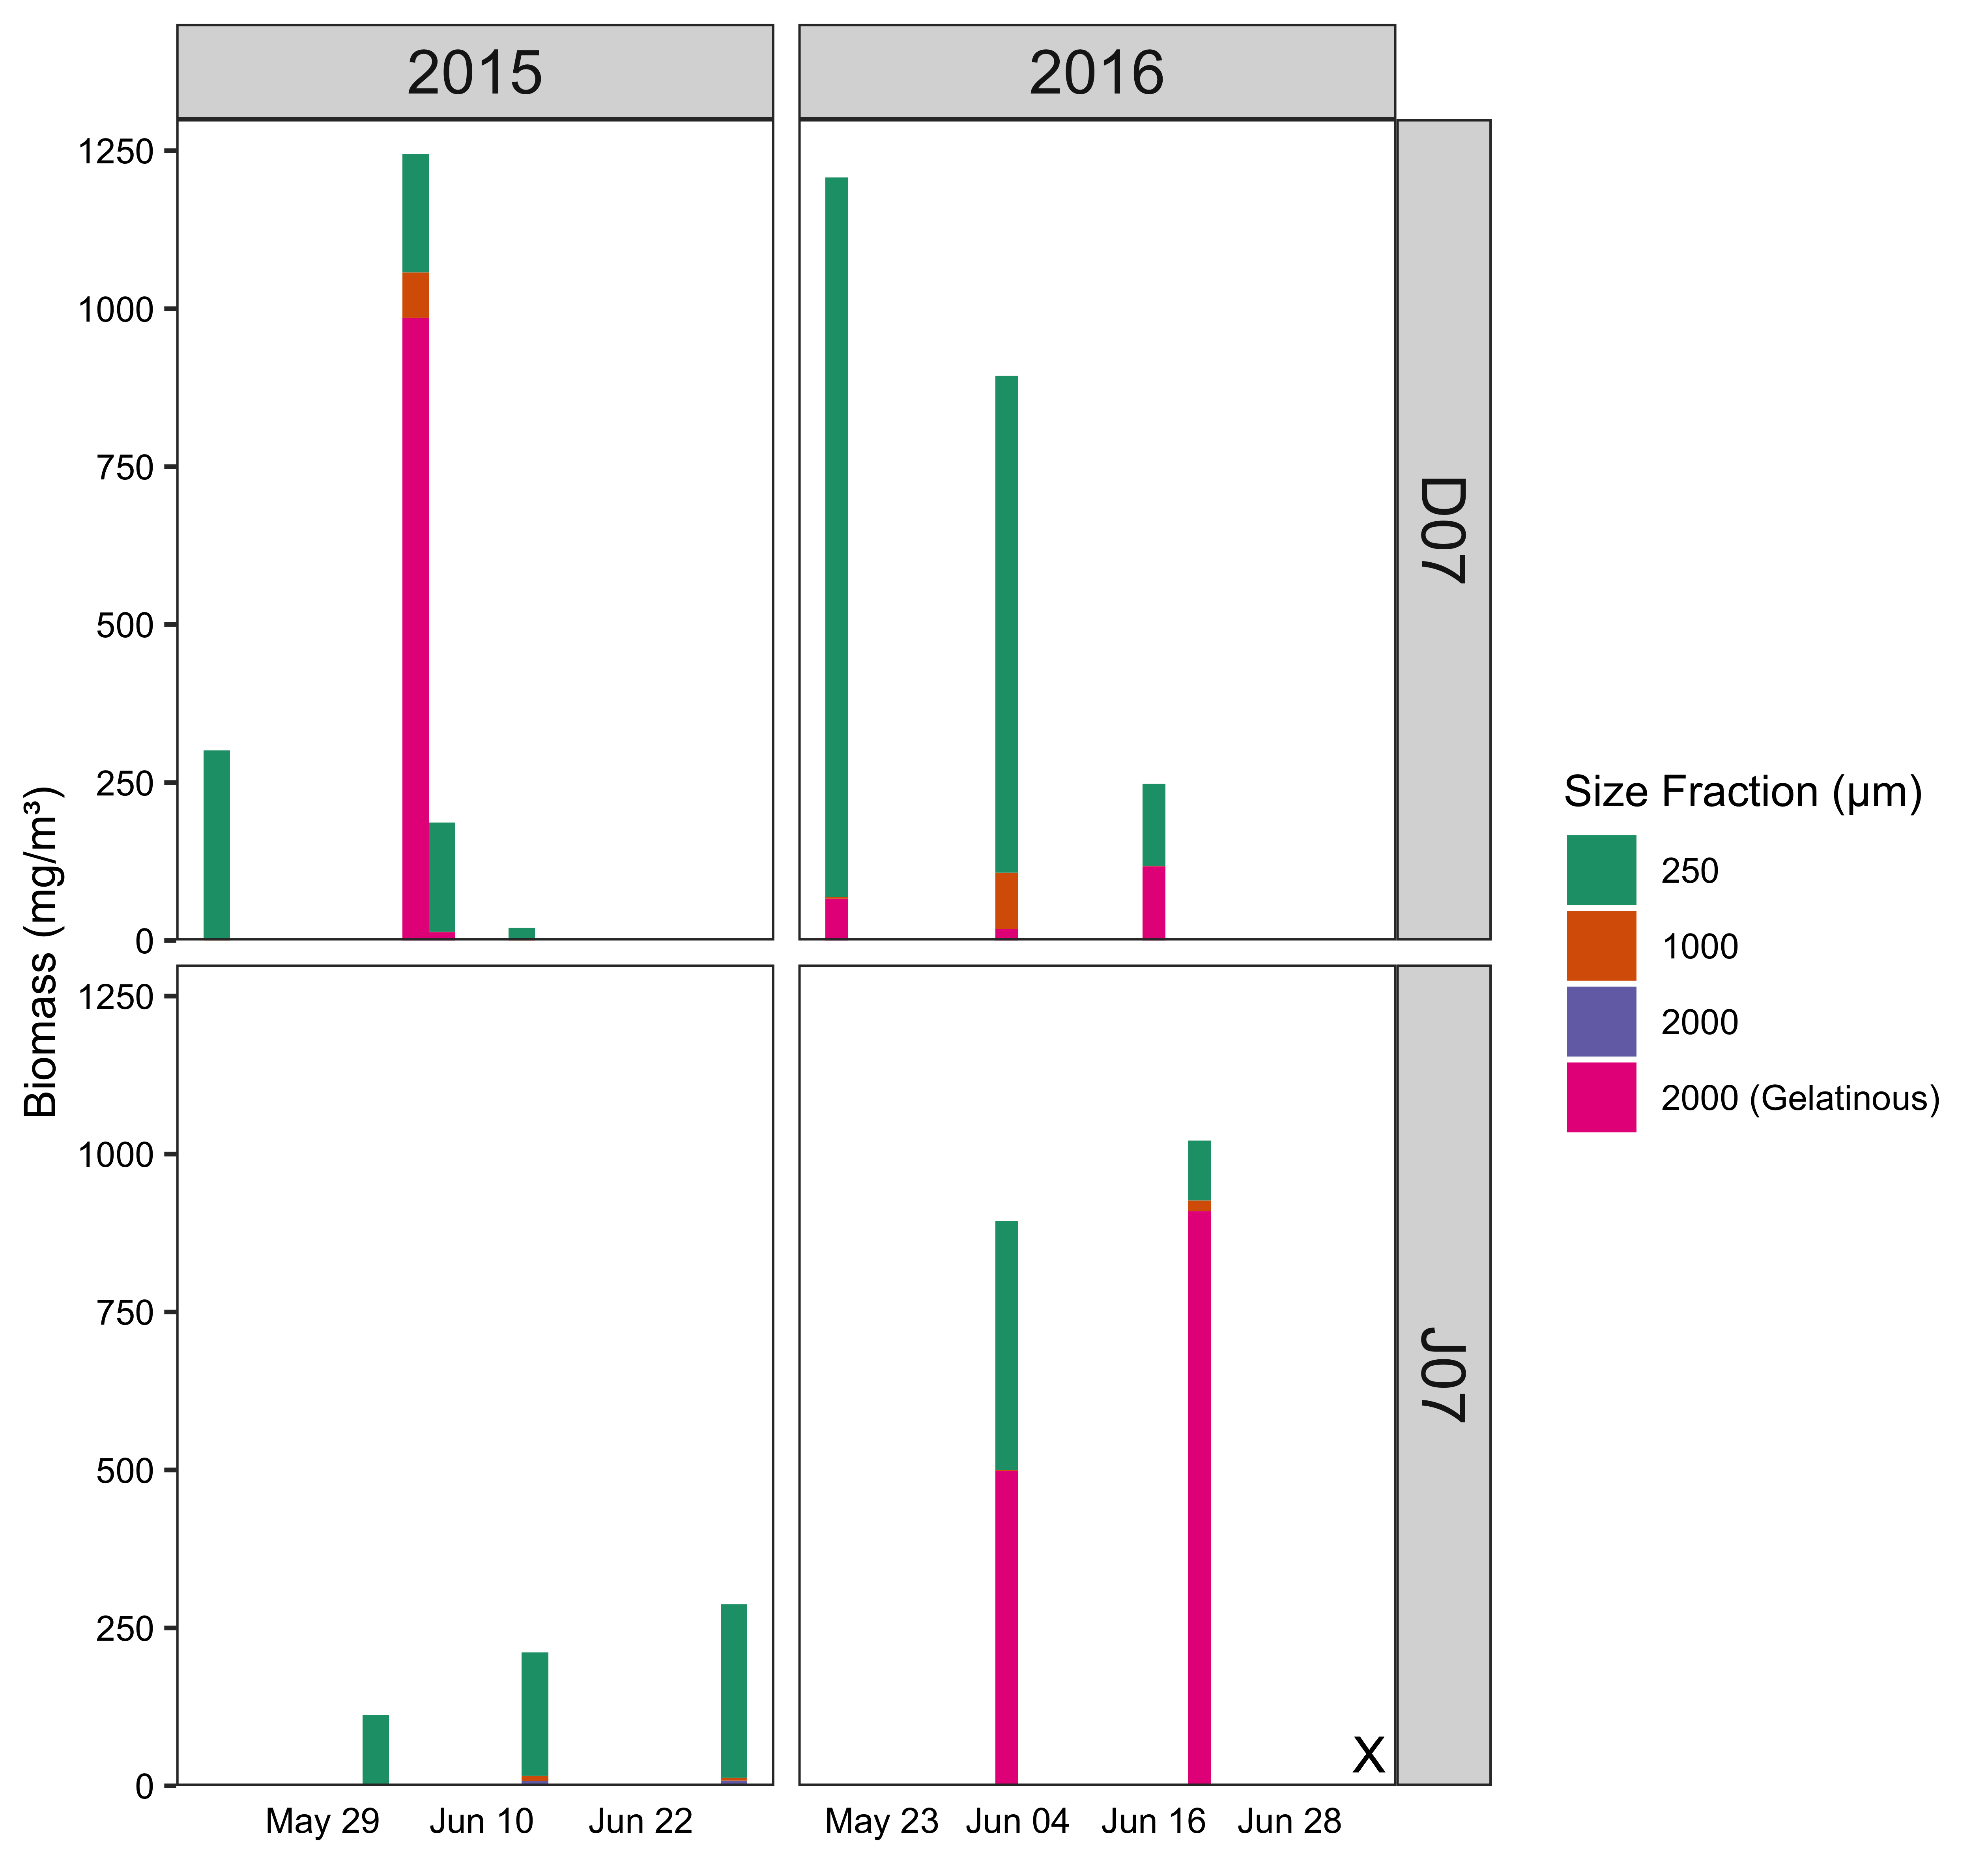 2015
2016
1250
1000
750
500
250
0
D07
1250
1000
750
500
250
0
J07
X
May 29
Jun 10
Jun 22
May 23
Jun 04
Jun 16
Jun 28
Biomass (mg/m³)
Size Fraction (µm)
250
1000
2000
2000 (Gelatinous)